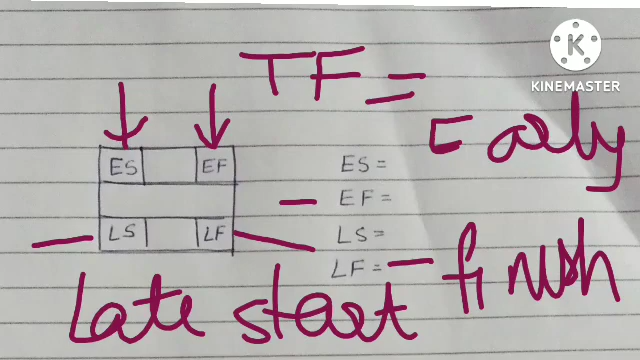 TF =
KINEMASTER
Early
ES EF
ES =
EF =
LS LF
LS =
LF =
finish
Late start